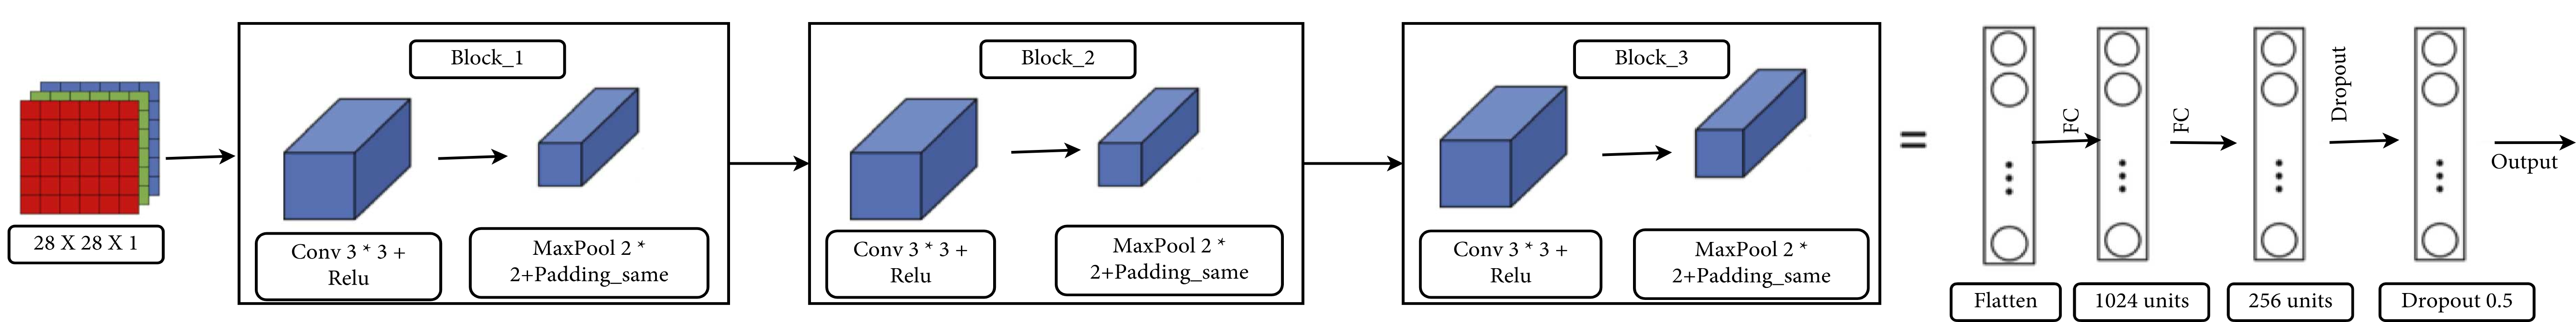 28 X 28 X 1
Block_1
Conv 3 * 3 +
Relu
MaxPool 2 *
2+Padding_same
Block_2
Conv 3 * 3 +
Relu
MaxPool 2 *
2+Padding_same
Block_3
Conv 3 * 3 +
Relu
MaxPool 2 *
2+Padding_same
=
Flatten
FC
1024 units
FC
256 units
Dropout
Dropout 0.5
Output